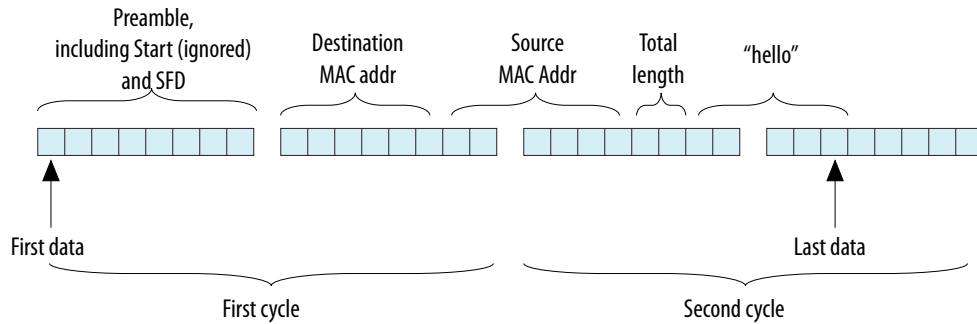 Preamble,
including Start (ignored)
and SFD
Destination
MAC addr
Source
MAC Addr
Total
length
“hello”
First data
Last data
First cycle
Second cycle